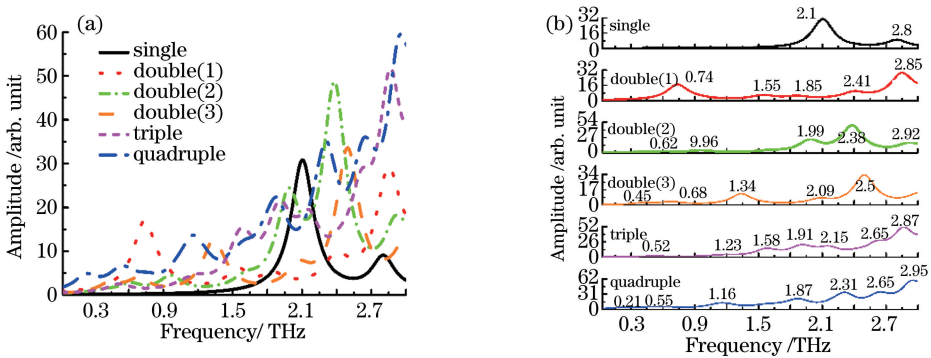 (a)
60
50
40
30
20
10
0
Amplitude /arb. unit
single
double(1)
double(2)
double(3)
triple
quadruple
0.3 0.9 1.5 2.1 2.7
Frequency/ THz
(b)
Amplitude /arb. unit
32
16
0
single
2.1
2.8
32
16
0
double(1)
0.74
1.55
1.85
2.41
2.85
54
27
0
double(2)
0.62
9.96
1.99
2.38
2.92
34
17
0
double(3)
0.45
0.68
1.34
2.09
2.5
52
26
0
triple
0.52
1.23
1.58
1.91
2.15
2.65
2.87
62
31
0
quadruple
0.21
0.55
1.16
1.87
2.31
2.65
2.95
0.3 0.9 1.5 2.1 2.7
Frequency /THz